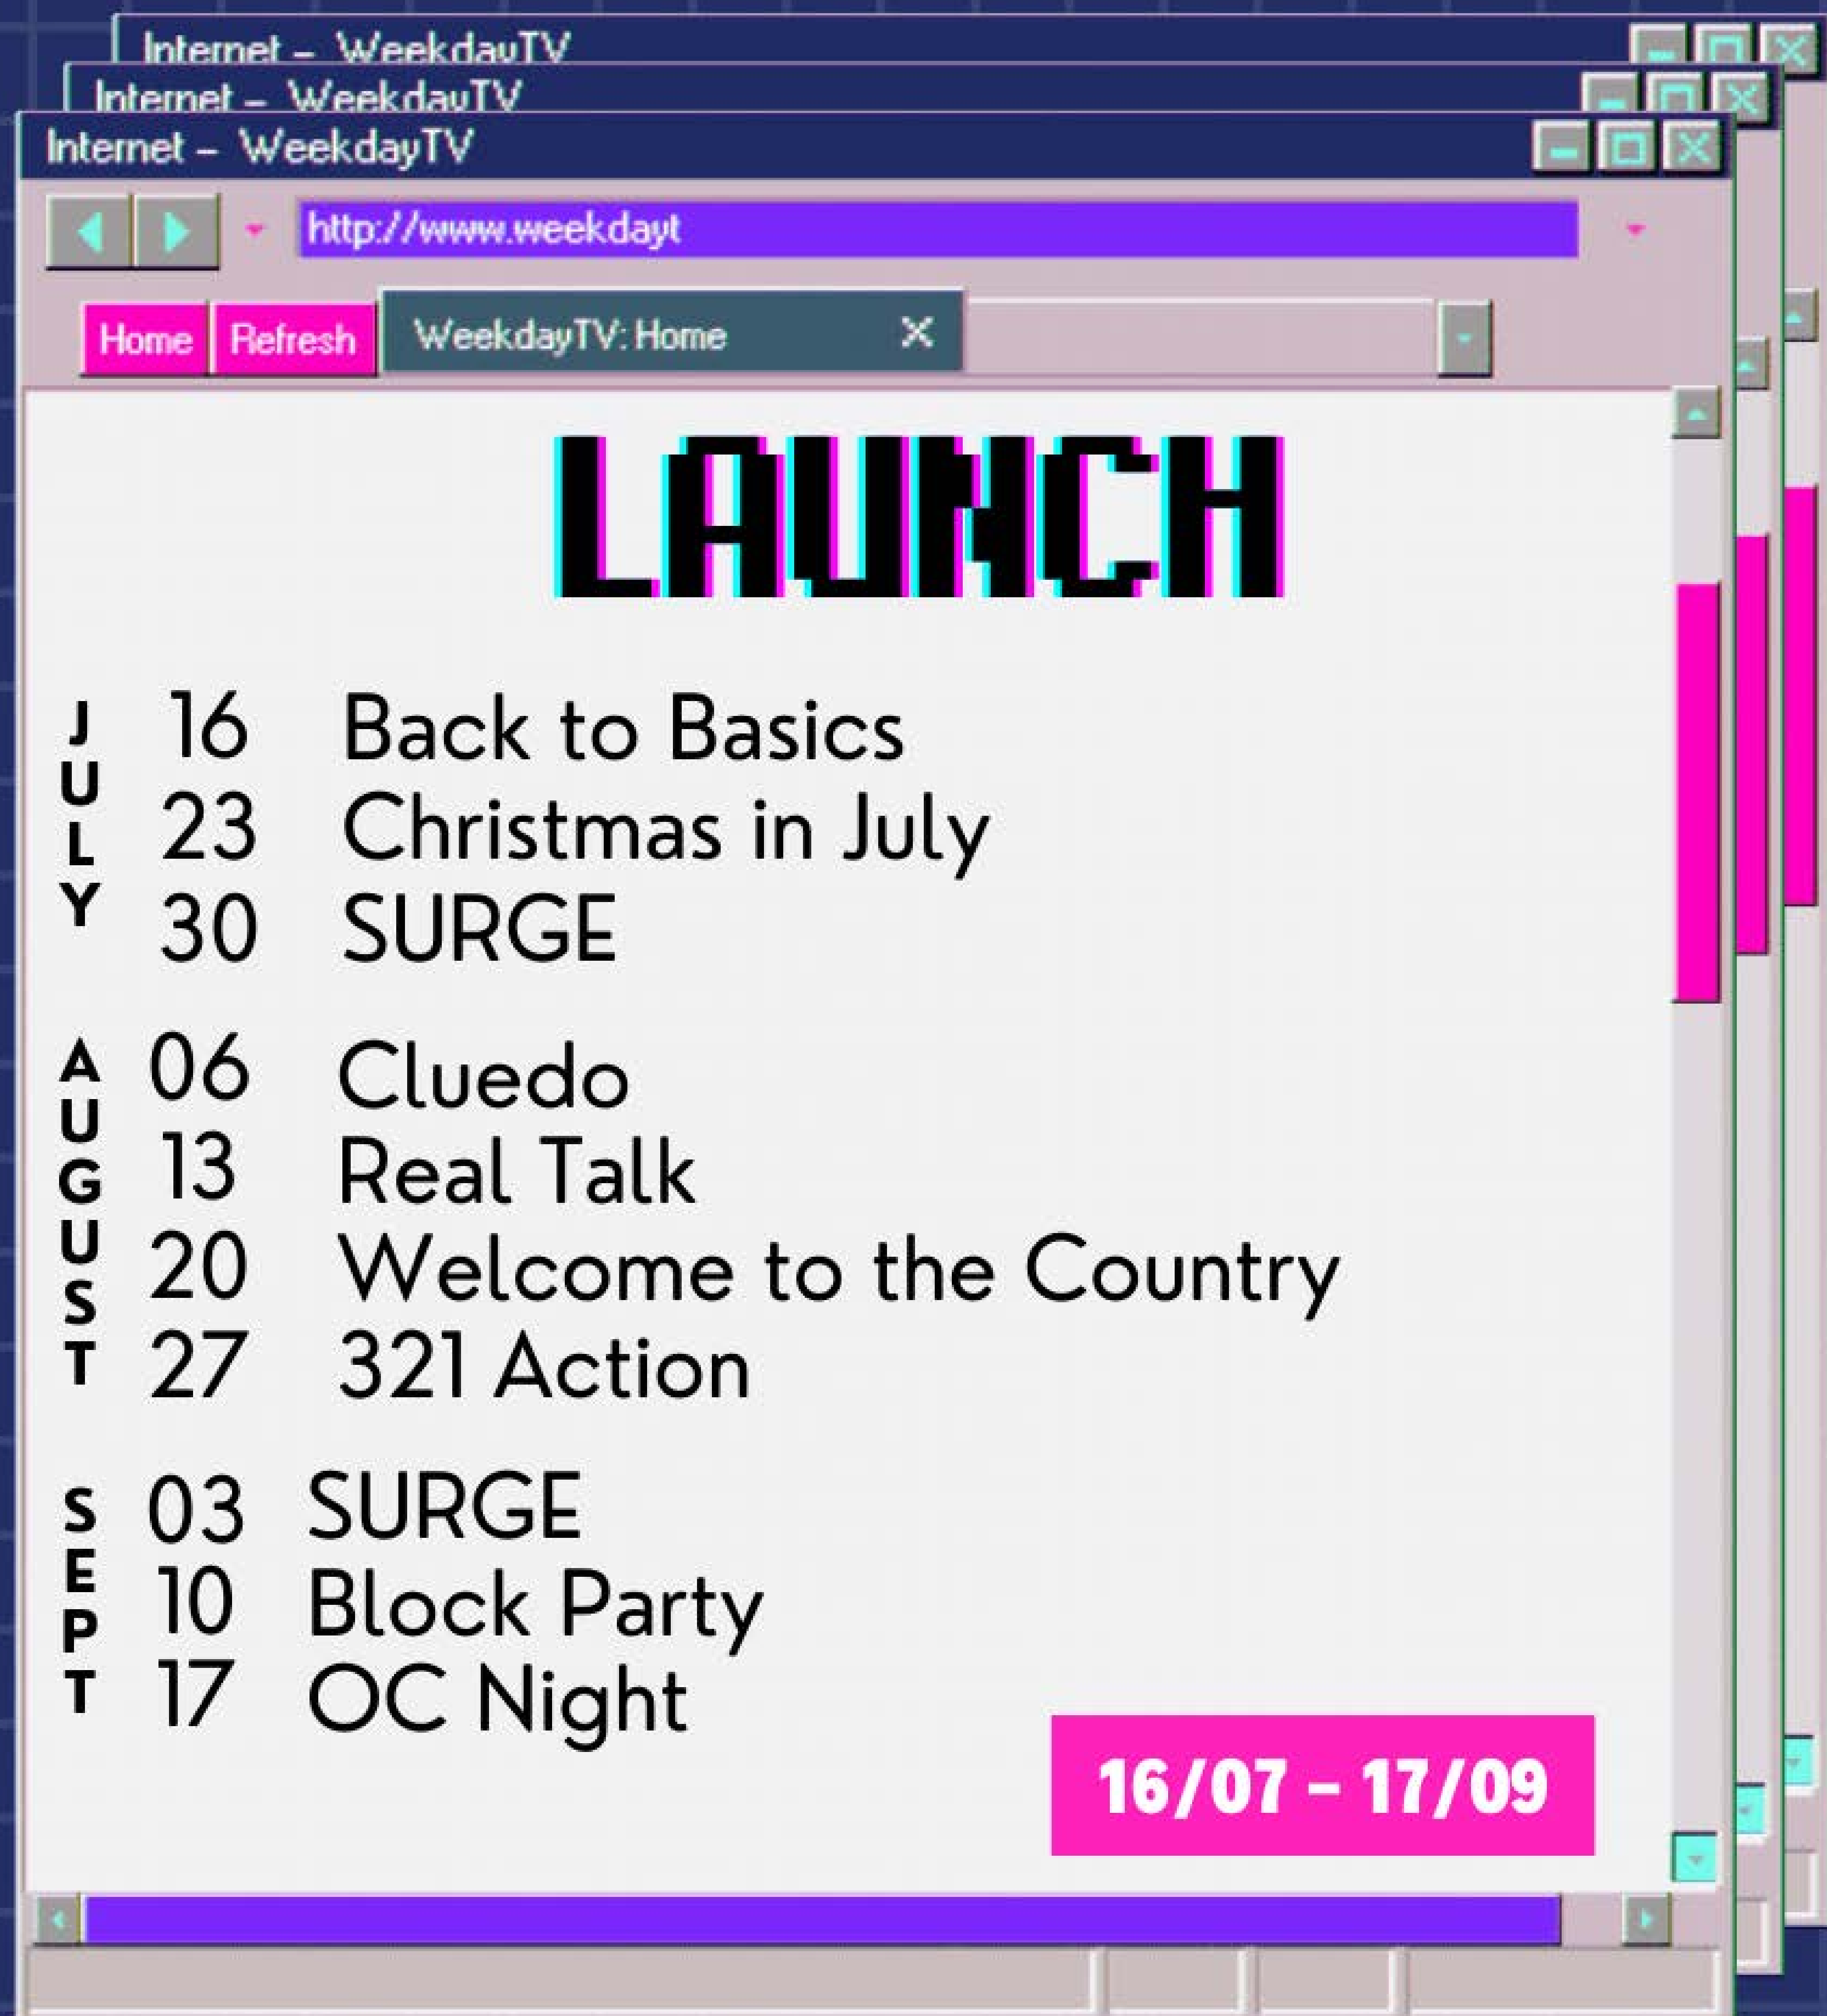 Internet – WeekdayTV
Internet – WeekdayTV
Internet – WeekdayTV
http://www.weekdayt
Home Refresh WeekdayTV: Home
LAUNCH
JULY
16 Back to Basics
23 Christmas in July
30 SURGE
AUGUST
06 Cluedo
13 Real Talk
20 Welcome to the Country
27 321 Action
SEPT
03 SURGE
10 Block Party
17 OC Night
16/07 – 17/09